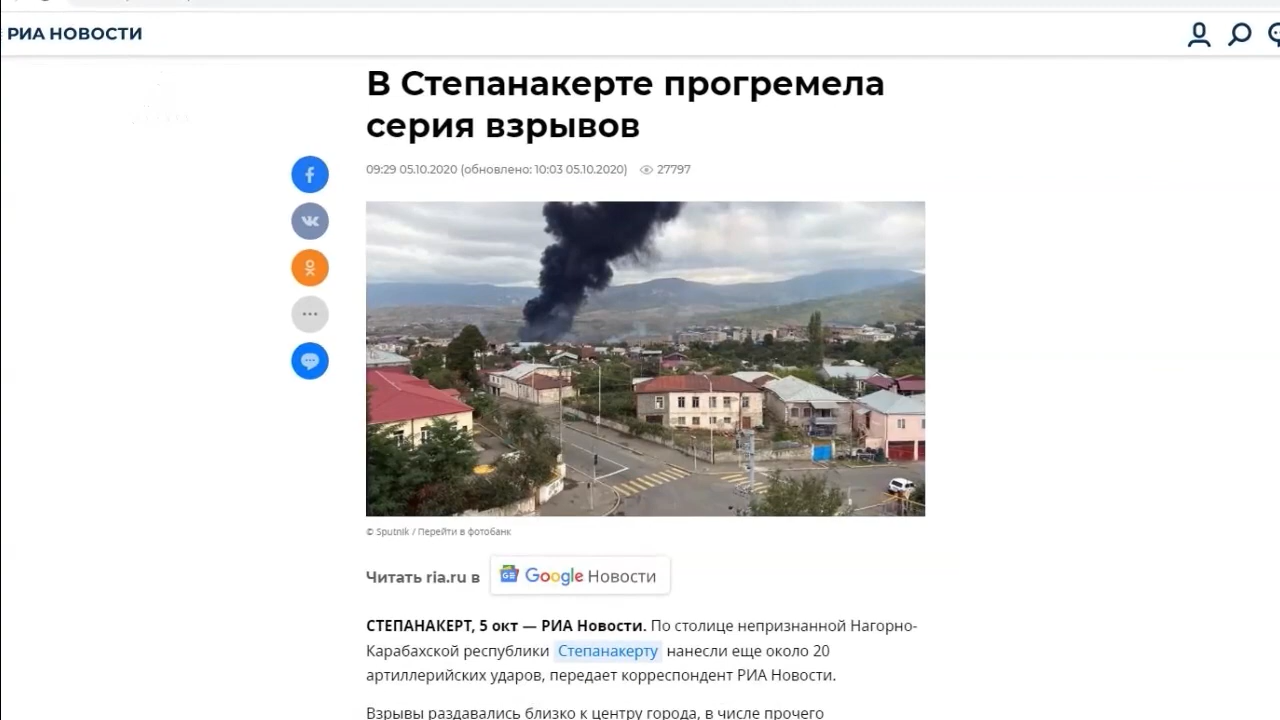 РИА НОВОСТИ
В Степанакерте прогремела
серия взрывов
09:29 05.10.2020 (обновлено: 10:03 05.10.2020) 27797
© Sputnik / Перейти в фотобанк
Читать ria.ru в Google Новости
СТЕПАНАКЕРТ, 5 окт — РИА Новости. По столице непризнанной Нагорно-
Карабахской республики Степанакерту нанесли еще около 20
артиллерийских ударов, передает корреспондент РИА Новости.
Взрывы раздавались близко к центру города, в числе прочего